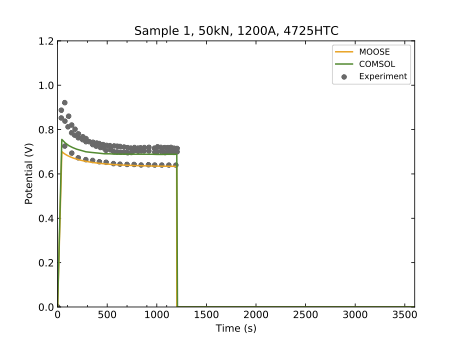 Sample 1, 50kN, 1200A, 4725HTC
MOOSE
COMSOL
Experiment
Potential (V)
1.2
1.0
0.8
0.6
0.4
0.2
0.0
0 500 1000 1500 2000 2500 3000 3500
Time (s)